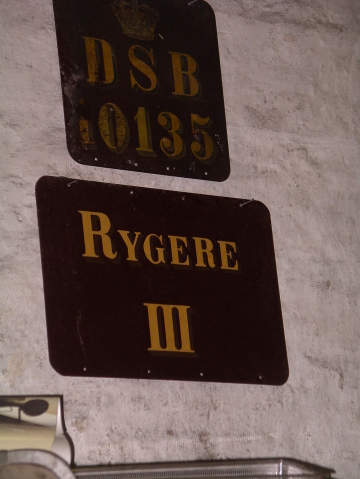 DSB
10135
RYGERE
III